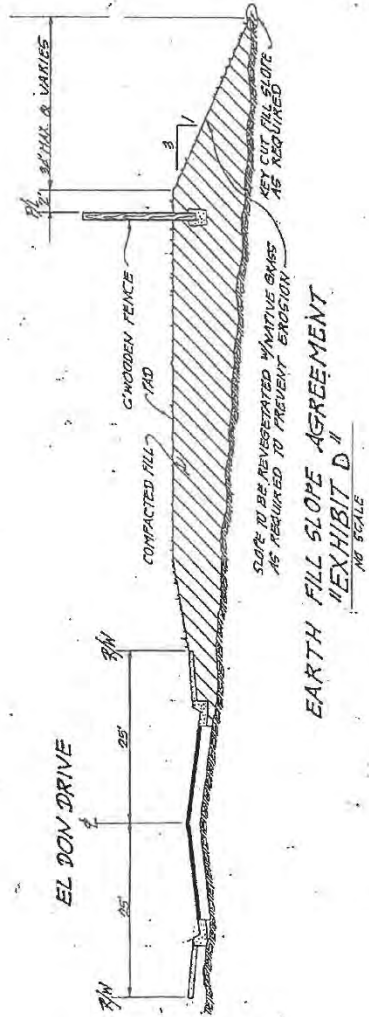 EL DON DRIVE
R/W
25'
℄
25'
R/W
COMPACTED FILL
PAD
6' WOODEN FENCE
P/L
2'
MAX. & VARIES
3
1
SLOPE TO BE REVEGETATED W/NATIVE GRASS
AS REQUIRED TO PREVENT EROSION
KEY CUT FILL SLOPE
AS REQUIRED
EARTH FILL SLOPE AGREEMENT
"EXHIBIT D"
NO SCALE